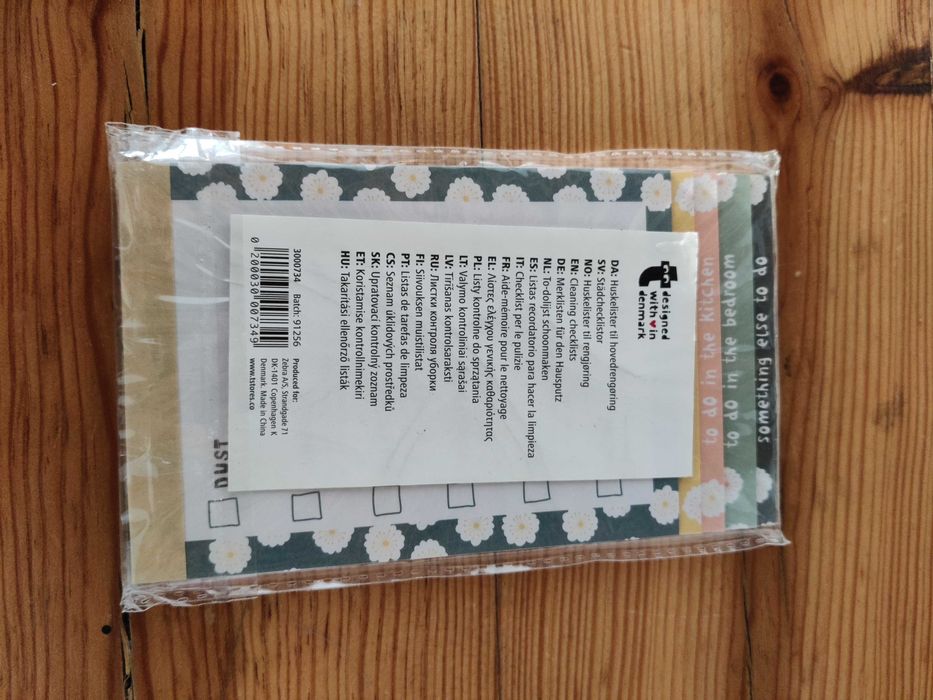 designed
with in
denmark
DA: Huskelister til hovedrengøring
SV: Städchecklistor
NO: Huskelister til rengjøring
EN: Cleaning checklists
DE: Merklisten für den Hausputz
NL: To-dolijst schoonmaken
ES: Listas recordatorio para hacer la limpieza
IT: Checklist per le pulizie
FR: Aide-mémoire pour le nettoyage
EL: Λίστες ελέγχου γενικής καθαριότητας
PL: Listy kontrolne do sprzątania
LT: Valymo kontroliniai sąrašai
LV: Tīrīšanas kontrolsaraksti
RU: Листки контроля уборки
FI: Siivouksen muistilistat
PT: Listas de tarefas de limpeza
CS: Seznam úklidových prostředků
SK: Upratovací kontrolný zoznam
ET: Koristamise kontrollnimekiri
HU: Takarítási ellenőrző listák
3000734 Batch: 91256
0 200030 007349
Produced for:
Zebra A/S, Strandgade 71
DK-1401 Copenhagen K
Denmark. Made in China
www.tstores.co
DUST
to do in the kitchen
to do in the bedroom
something else to do